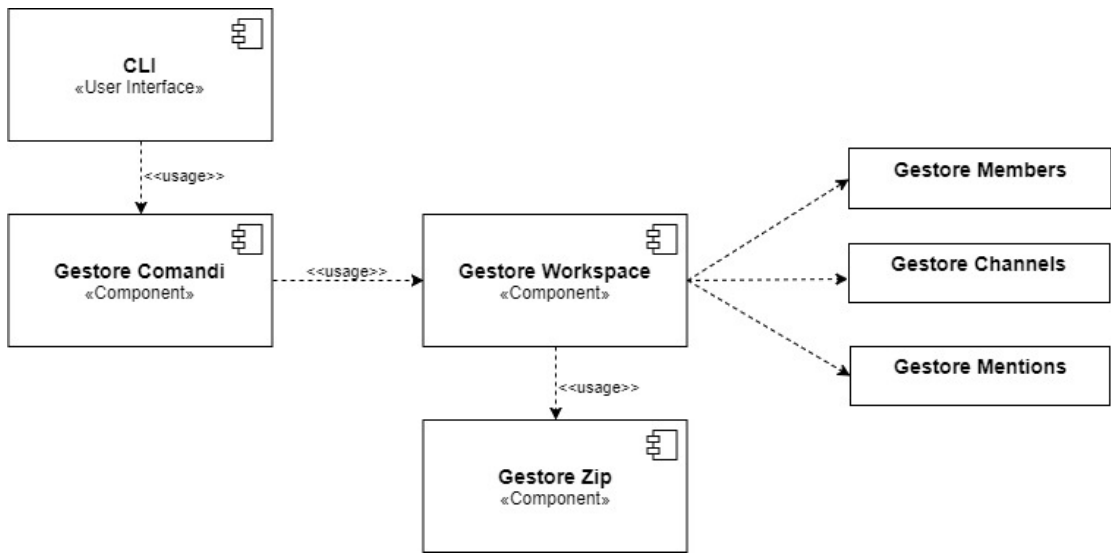 CLI
«User Interface»
<<usage>>
Gestore Comandi
«Component»
<<usage>>
Gestore Workspace
«Component»
<<usage>>
Gestore Zip
«Component»
Gestore Members
Gestore Channels
Gestore Mentions